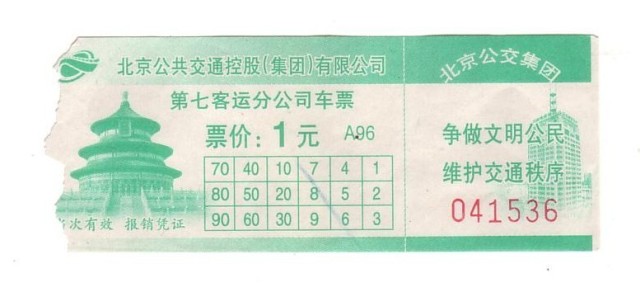 北京公共交通控股(集团)有限公司
第七客运分公司车票
票价：1元 A96
70 40 10 7 4 1
80 50 20 8 5 2
90 60 30 9 6 3
次有效 报销凭证
北京公交集团
争做文明公民
维护交通秩序
041536